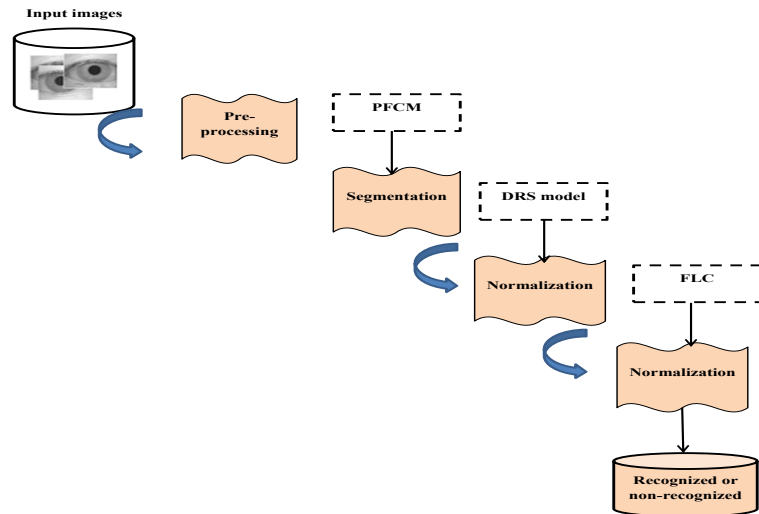 Input images
Pre-
processing
PFCM
Segmentation
DRS model
Normalization
FLC
Normalization
Recognized or
non-recognized